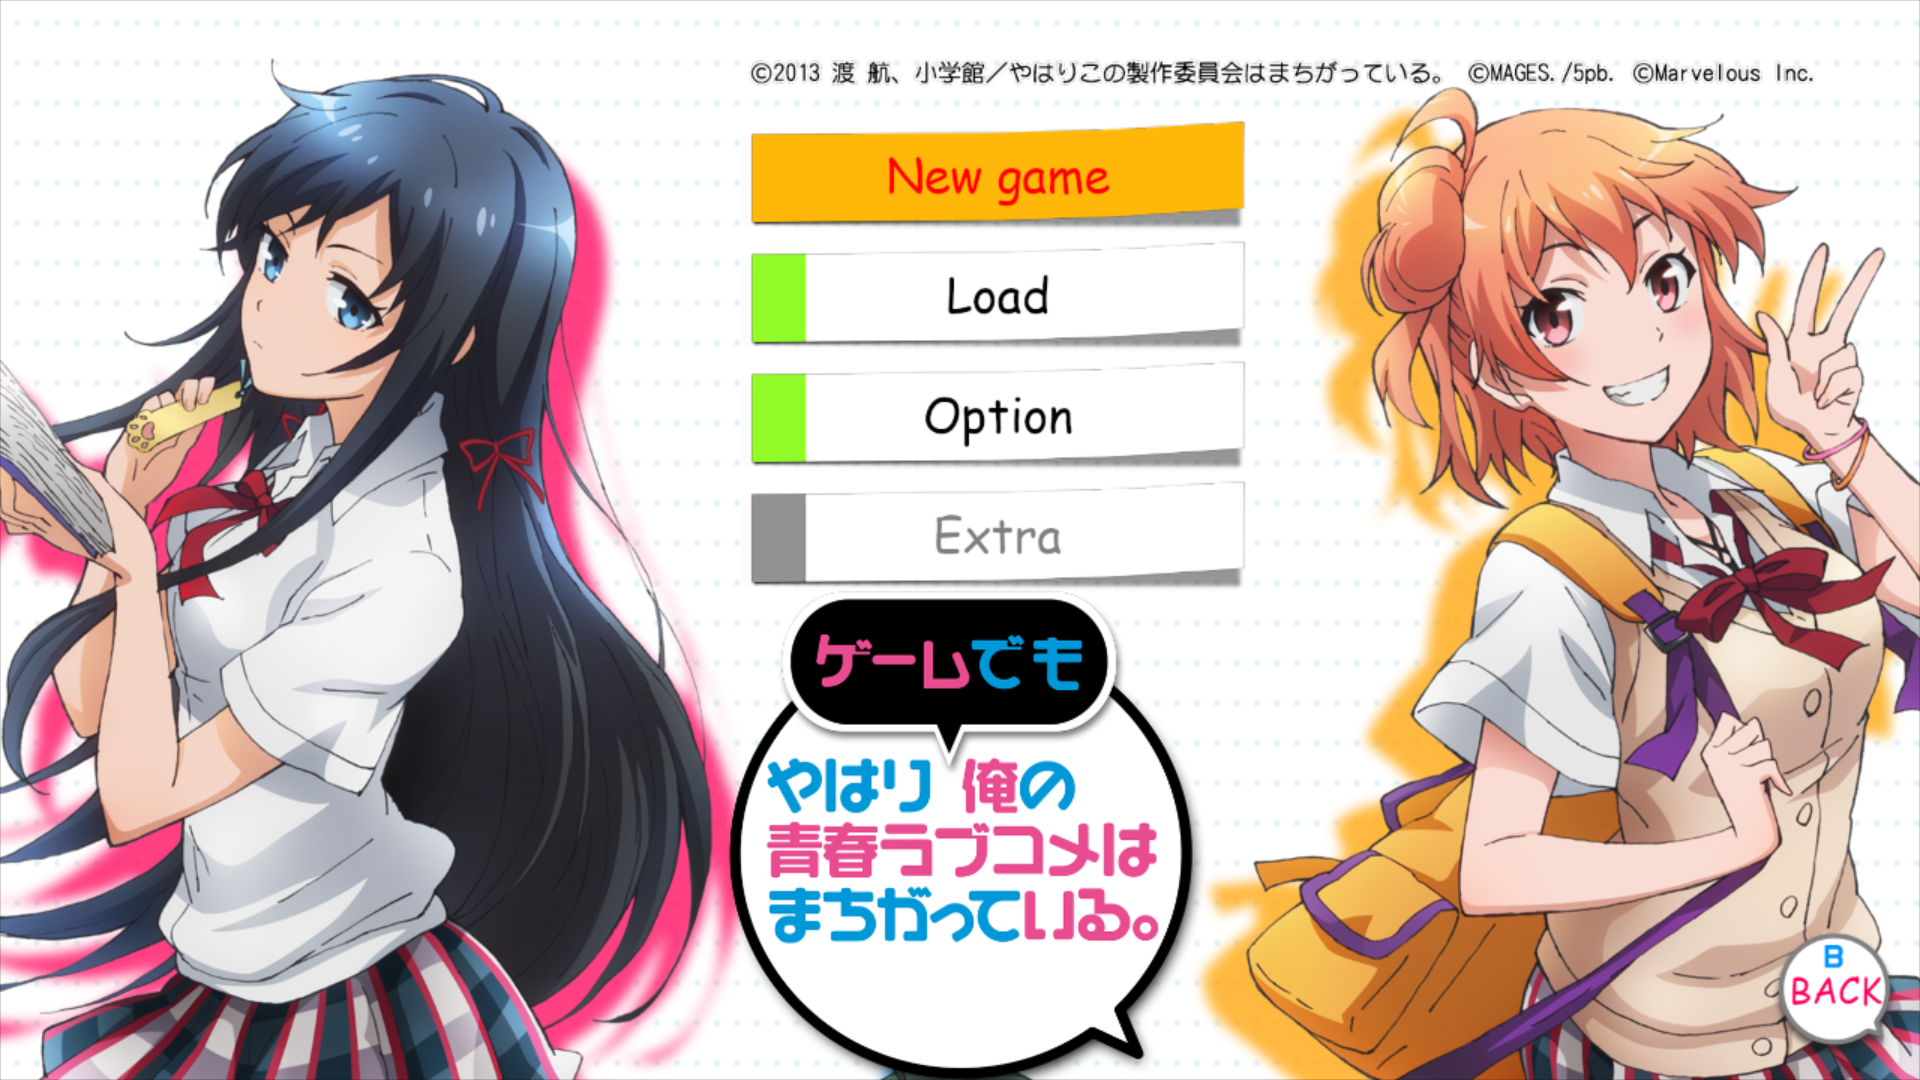 ©2013 渡 航、小学館／やはりこの製作委員会はまちがっている。 ©MAGES./5pb. ©Marvelous Inc.
New game
Load
Option
Extra
ゲームでも
やはり俺の
青春ラブコメは
まちがっている。
B
BACK